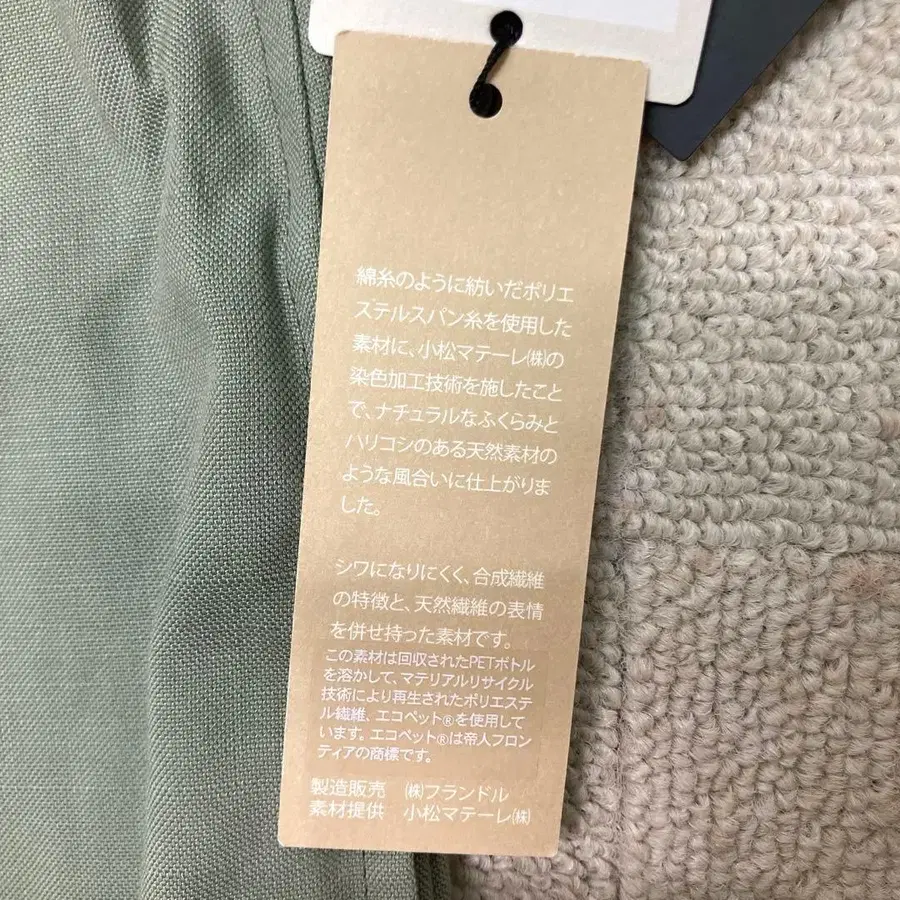 綿糸のように紡いだポリエ
ステルスパン糸を使用した
素材に、小松マテーレ㈱の
染色加工技術を施したこと
で、ナチュラルなふくらみと
ハリコシのある天然素材の
ような風合いに仕上がりま
した。
シワになりにくく、合成繊維
の特徴と、天然繊維の表情
を併せ持った素材です。
この素材は回収されたPETボトル
を溶かして、マテリアルリサイクル
技術により再生されたポリエステ
ル繊維、エコペット®を使用して
います。エコペット®は帝人フロン
ティアの商標です。
製造販売　㈱フランドル
素材提供　小松マテーレ㈱